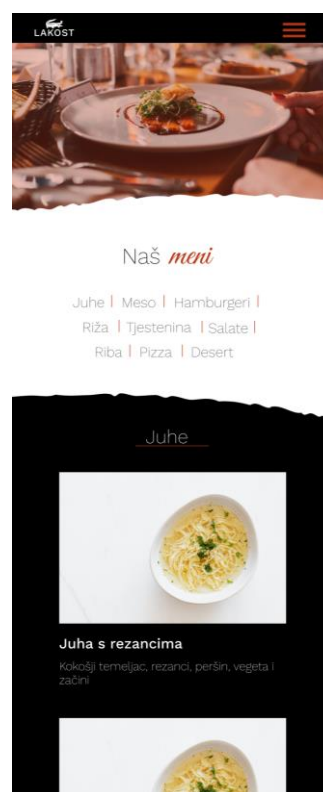 LAKOST
Naš meni
Juhe | Meso | Hamburgeri |
Riža | Tjestenina | Salate |
Riba | Pizza | Desert
Juhe
Juha s rezancima
Kokošji temeljac, rezanci, peršin, vegeta i
začini